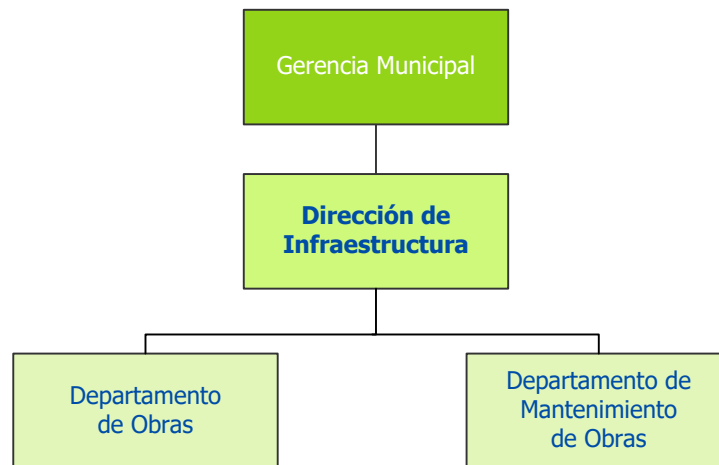 Gerencia Municipal
Dirección de
Infraestructura
Departamento
de Obras
Departamento de
Mantenimiento
de Obras